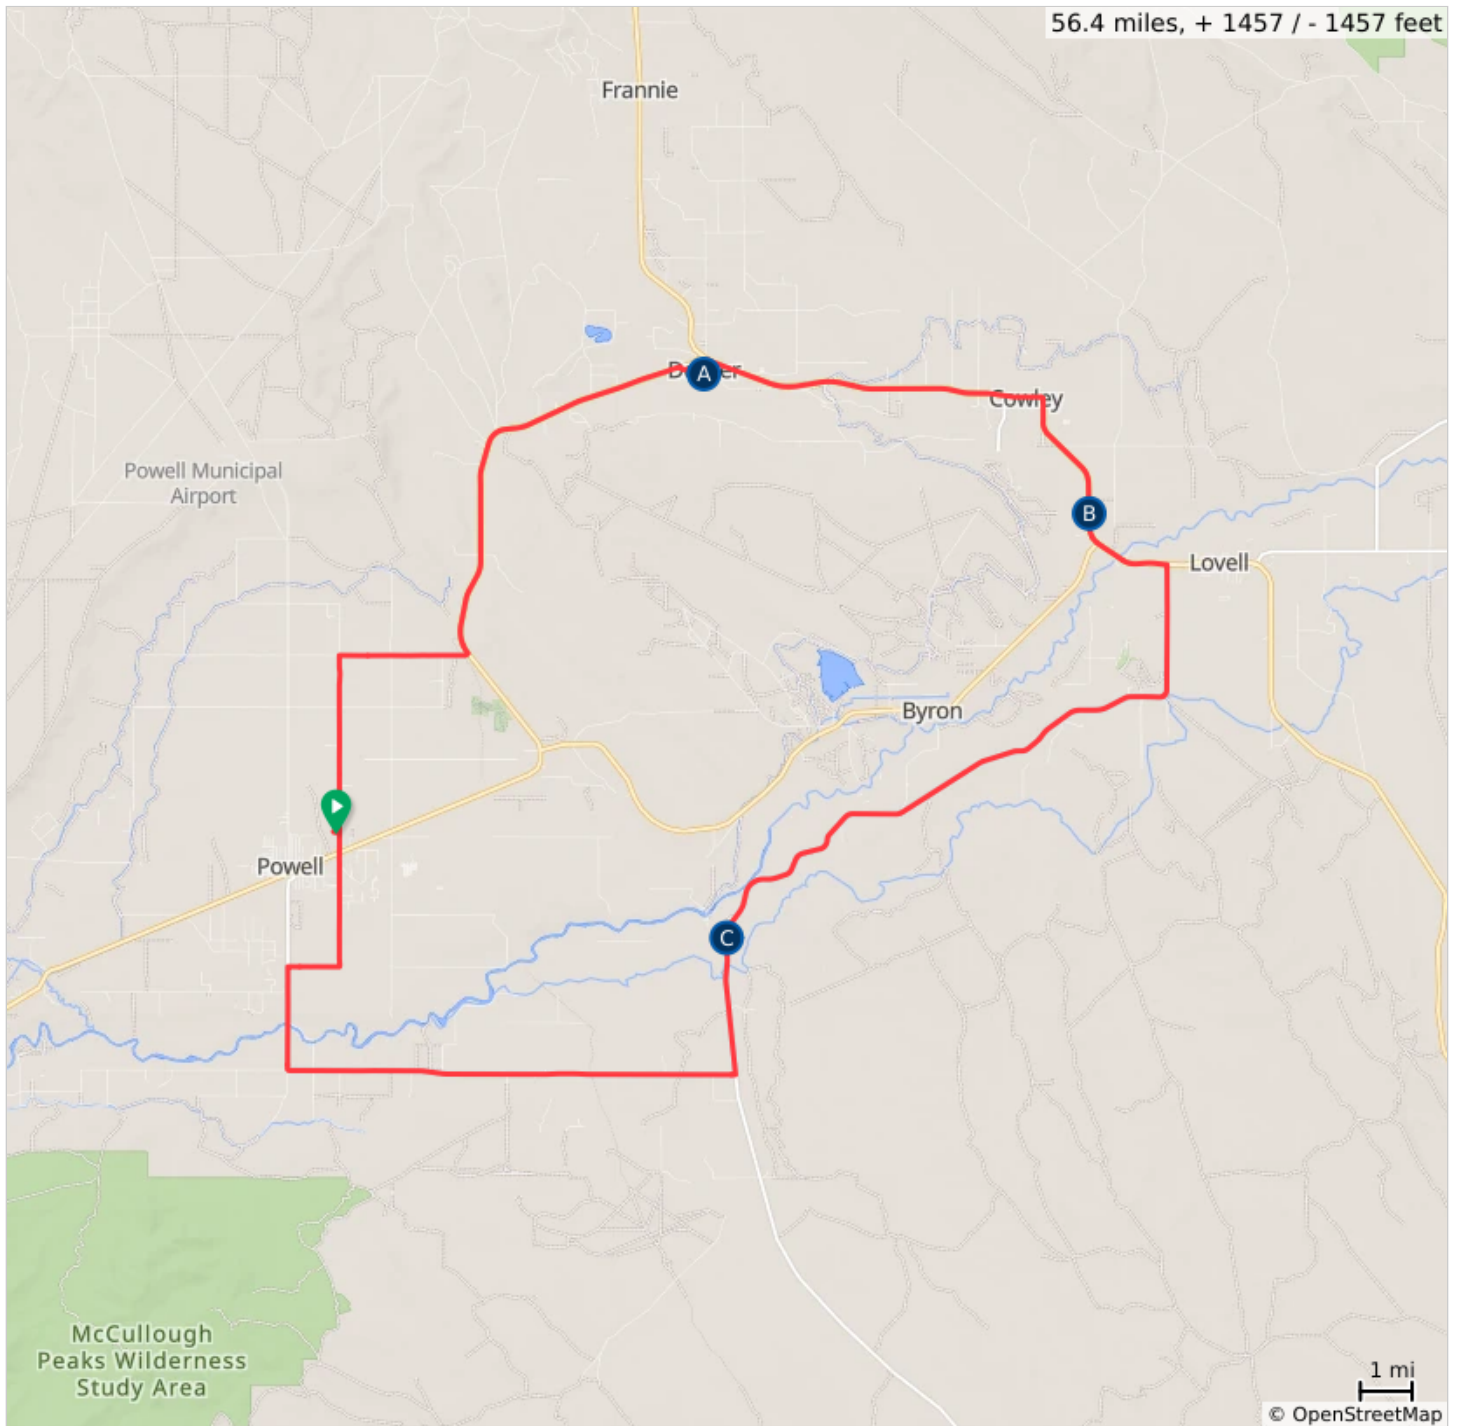 56.4 miles, + 1457 / - 1457 feet
Frannie
A
Cowley
Powell Municipal
Airport
B
Lovell
Byron
Powell
C
McCullough
Peaks Wilderness
Study Area
1 mi
© OpenStreetMap